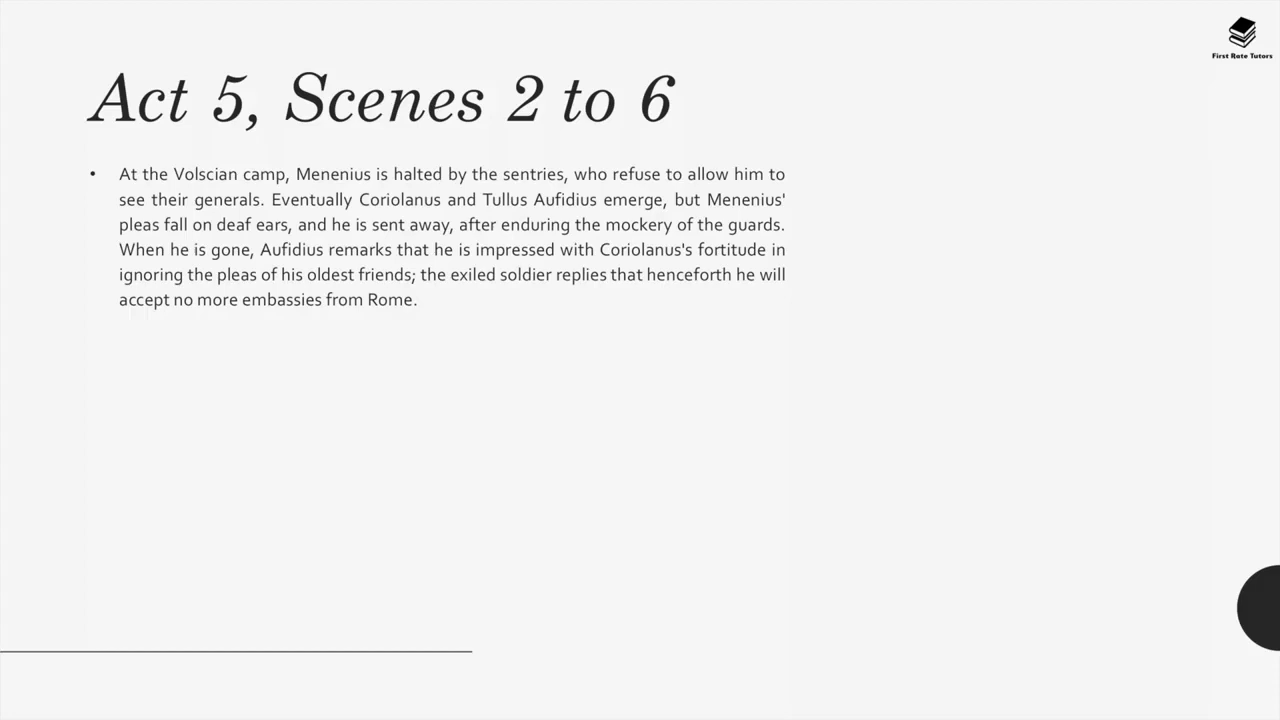 First Rate Tutors
Act 5, Scenes 2 to 6
• At the Volscian camp, Menenius is halted by the sentries, who refuse to allow him to
see their generals. Eventually Coriolanus and Tullus Aufidius emerge, but Menenius'
pleas fall on deaf ears, and he is sent away, after enduring the mockery of the guards.
When he is gone, Aufidius remarks that he is impressed with Coriolanus's fortitude in
ignoring the pleas of his oldest friends; the exiled soldier replies that henceforth he will
accept no more embassies from Rome.